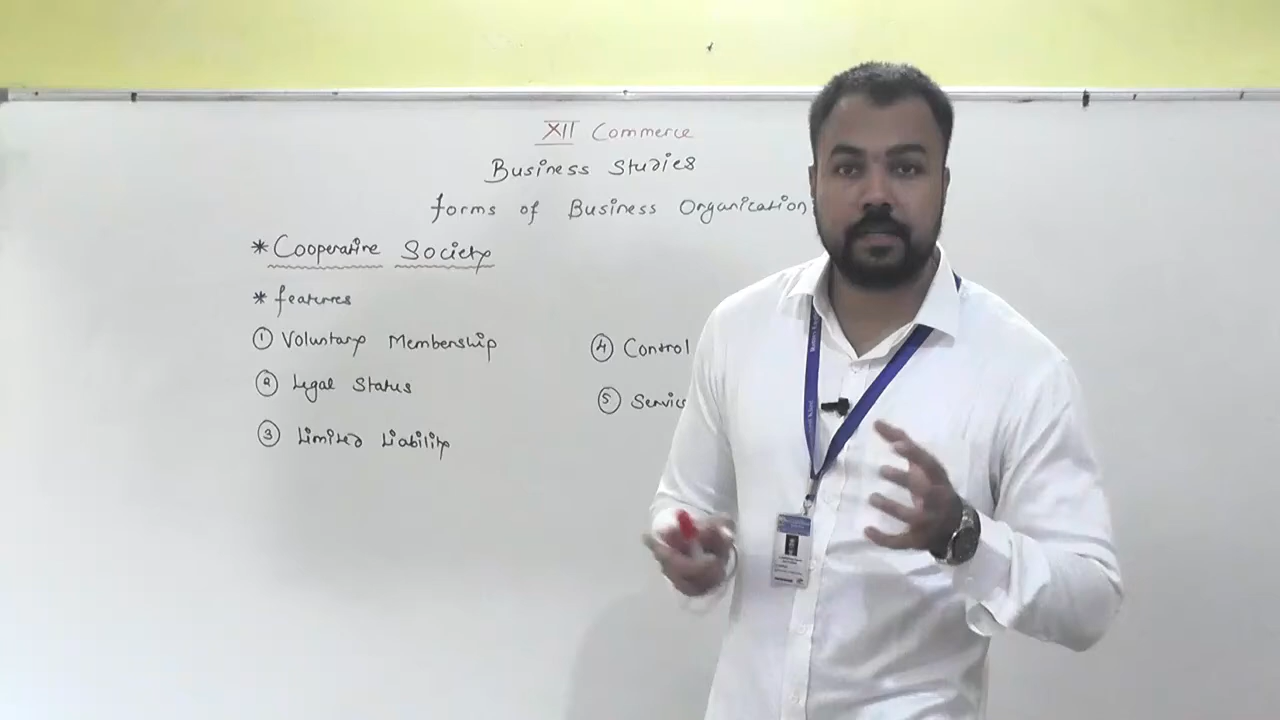 XII Commerce
Business Studies
forms of Business Organication
* Cooperative Society
* features
① Voluntary Membership
② Legal Status
③ Limited Liability
④ Control
⑤ Servic